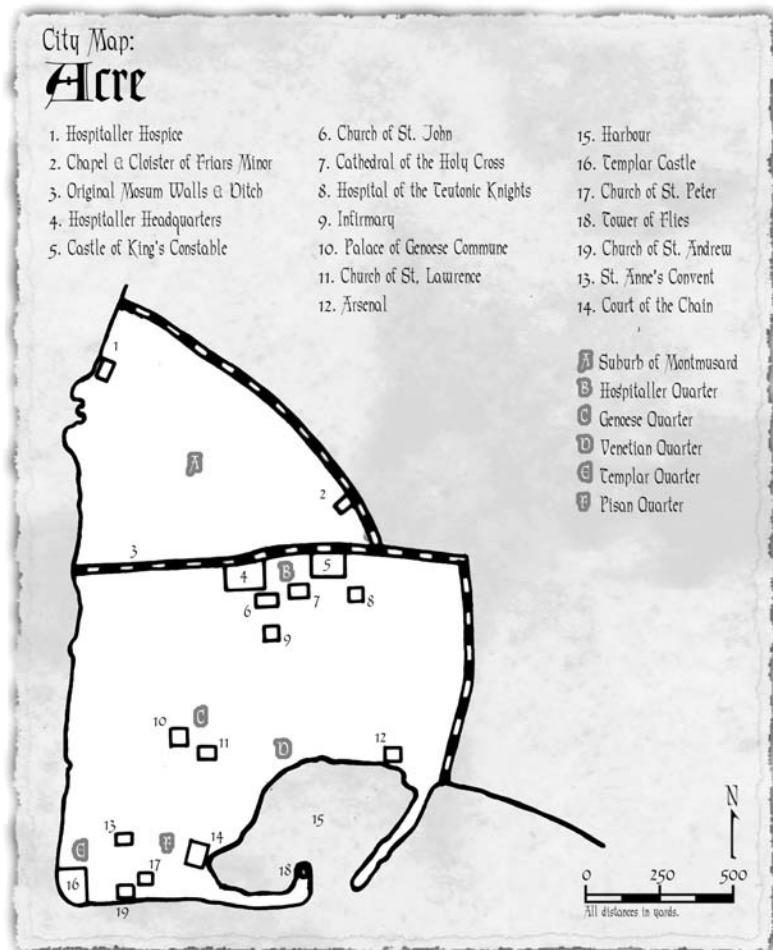 City Map:
Acre
1. Hospitaller Hospice
2. Chapel & Cloister of Friars Minor
3. Original Mosum Walls & Ditch
4. Hospitaller Headquarters
5. Castle of King's Constable
6. Church of St. John
7. Cathedral of the Holy Cross
8. Hospital of the Teutonic Knights
9. Infirmary
10. Palace of Genoese Commune
11. Church of St. Lawrence
12. Arsenal
15. Harbour
16. Templar Castle
17. Church of St. Peter
18. Tower of Flies
19. Church of St. Andrew
13. St. Anne's Convent
14. Court of the Chain
A Suburb of Montmusard
B Hospitaller Quarter
C Genoese Quarter
D Venetian Quarter
E Templar Quarter
F Pisan Quarter
1
A
2
3
4
B
5
6
7
8
9
10
C
11
D
12
15
13
E
F
14
16
17
18
19
N
0 250 500
All distances in yards.